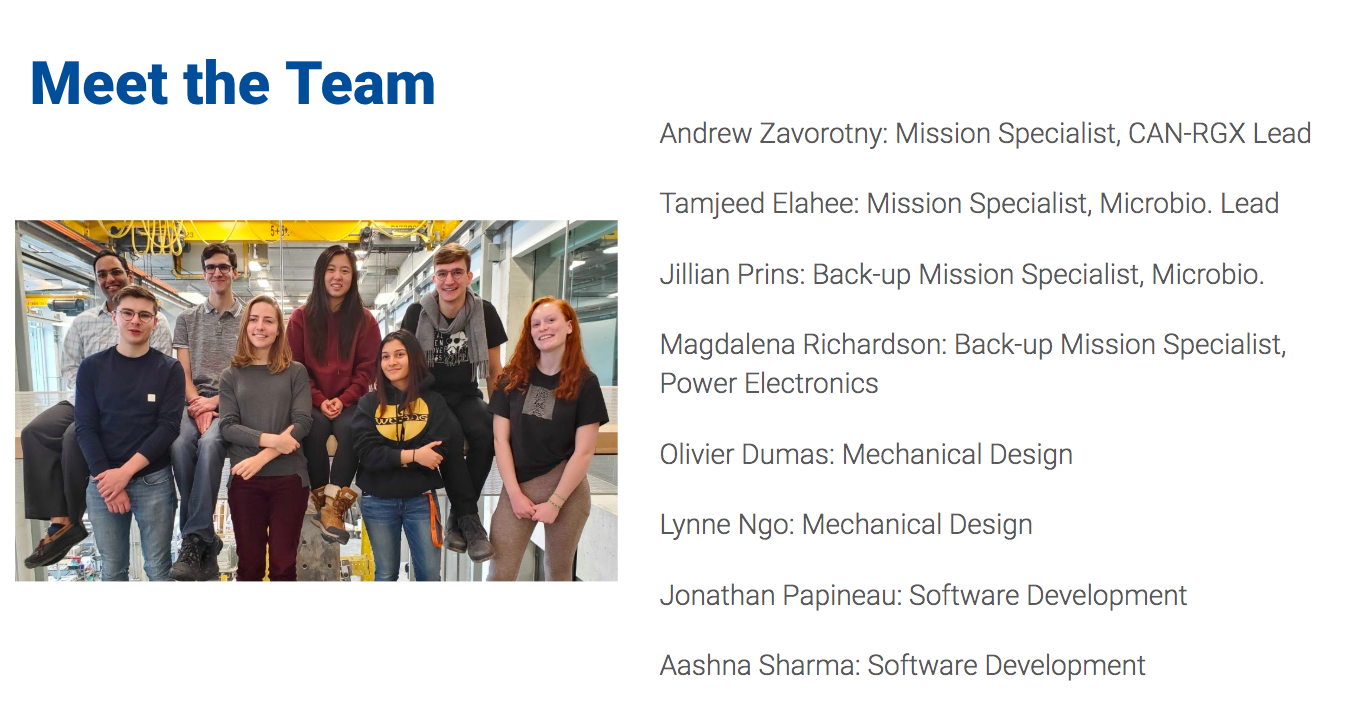 Meet the Team
Andrew Zavorotny: Mission Specialist, CAN-RGX Lead
Tamjeed Elahee: Mission Specialist, Microbio. Lead
Jillian Prins: Back-up Mission Specialist, Microbio.
Magdalena Richardson: Back-up Mission Specialist,
Power Electronics
Olivier Dumas: Mechanical Design
Lynne Ngo: Mechanical Design
Jonathan Papineau: Software Development
Aashna Sharma: Software Development